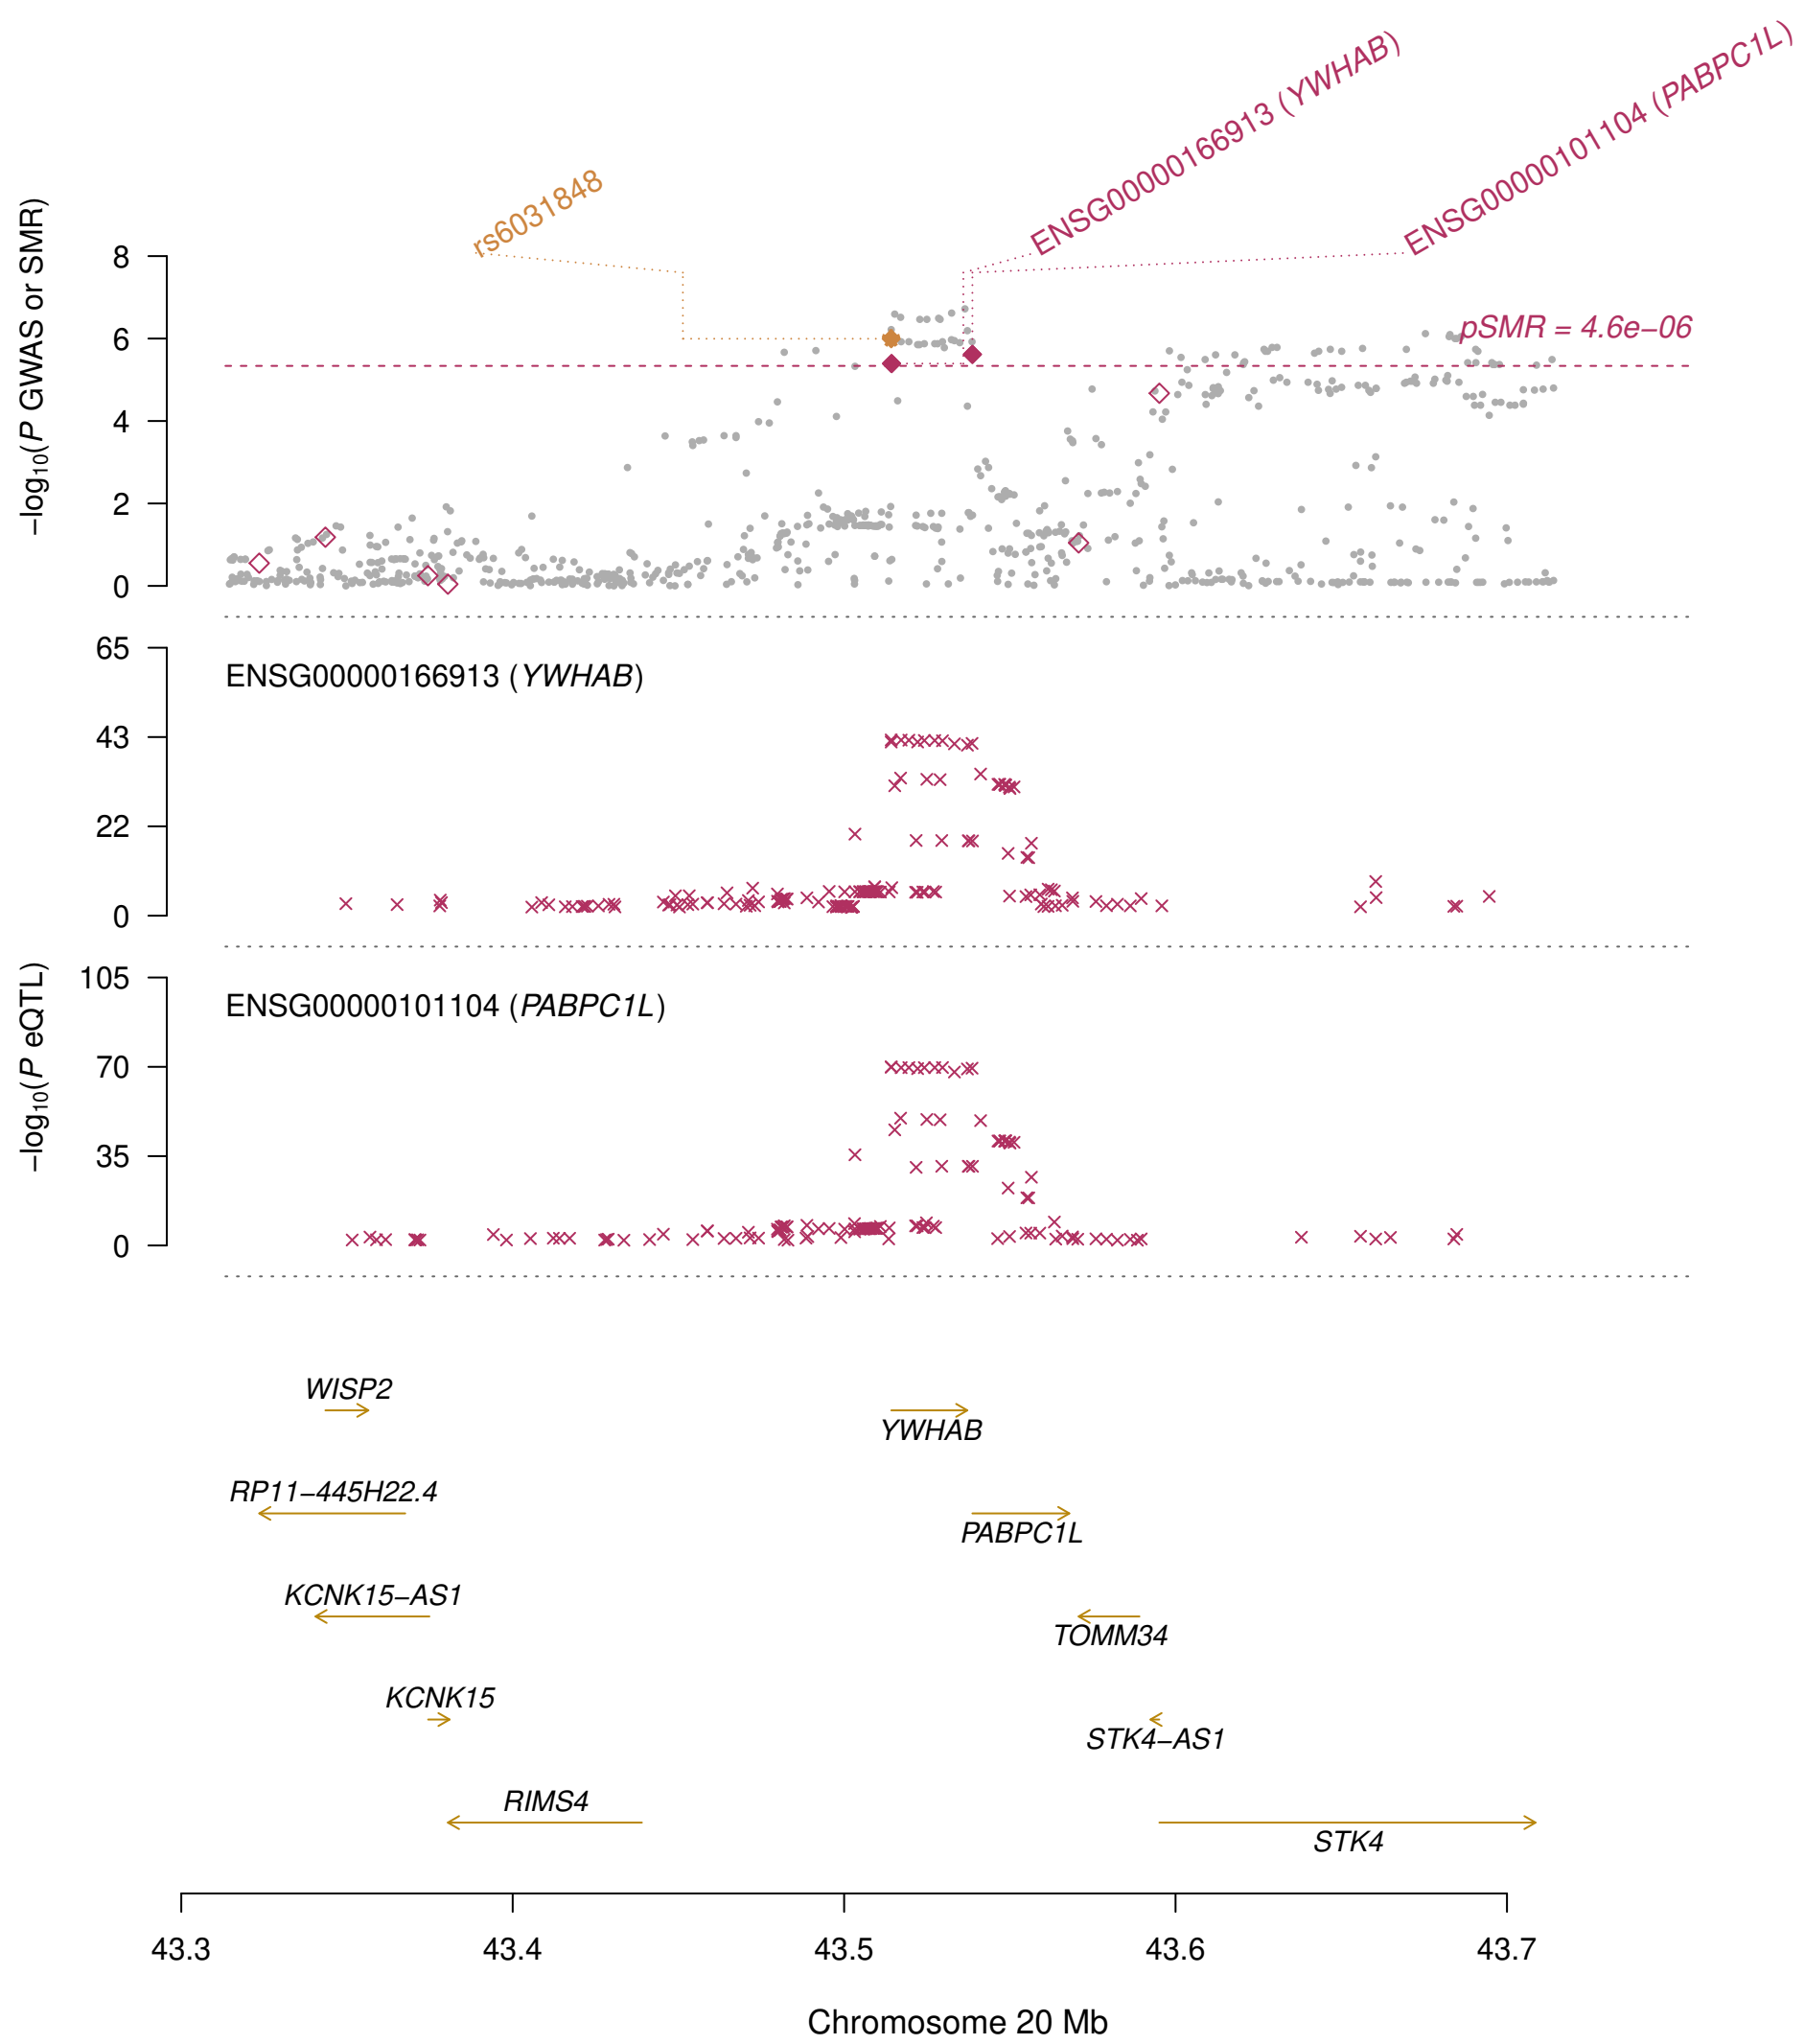 ENSG00000166913 (YWHAB)
ENSG00000101104 (PABPC1L)
rs6031848
−log10(P GWAS or SMR)
8
6
4
2
0
pSMR = 4.6e−06
65
43
22
0
ENSG00000166913 (YWHAB)
−log10(P eQTL)
105
70
35
0
ENSG00000101104 (PABPC1L)
WISP2
YWHAB
RP11−445H22.4
PABPC1L
KCNK15−AS1
TOMM34
KCNK15
STK4−AS1
RIMS4
STK4
43.3 43.4 43.5 43.6 43.7
Chromosome 20 Mb